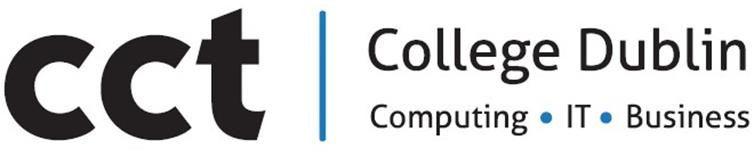 cct
College Dublin
Computing • IT • Business